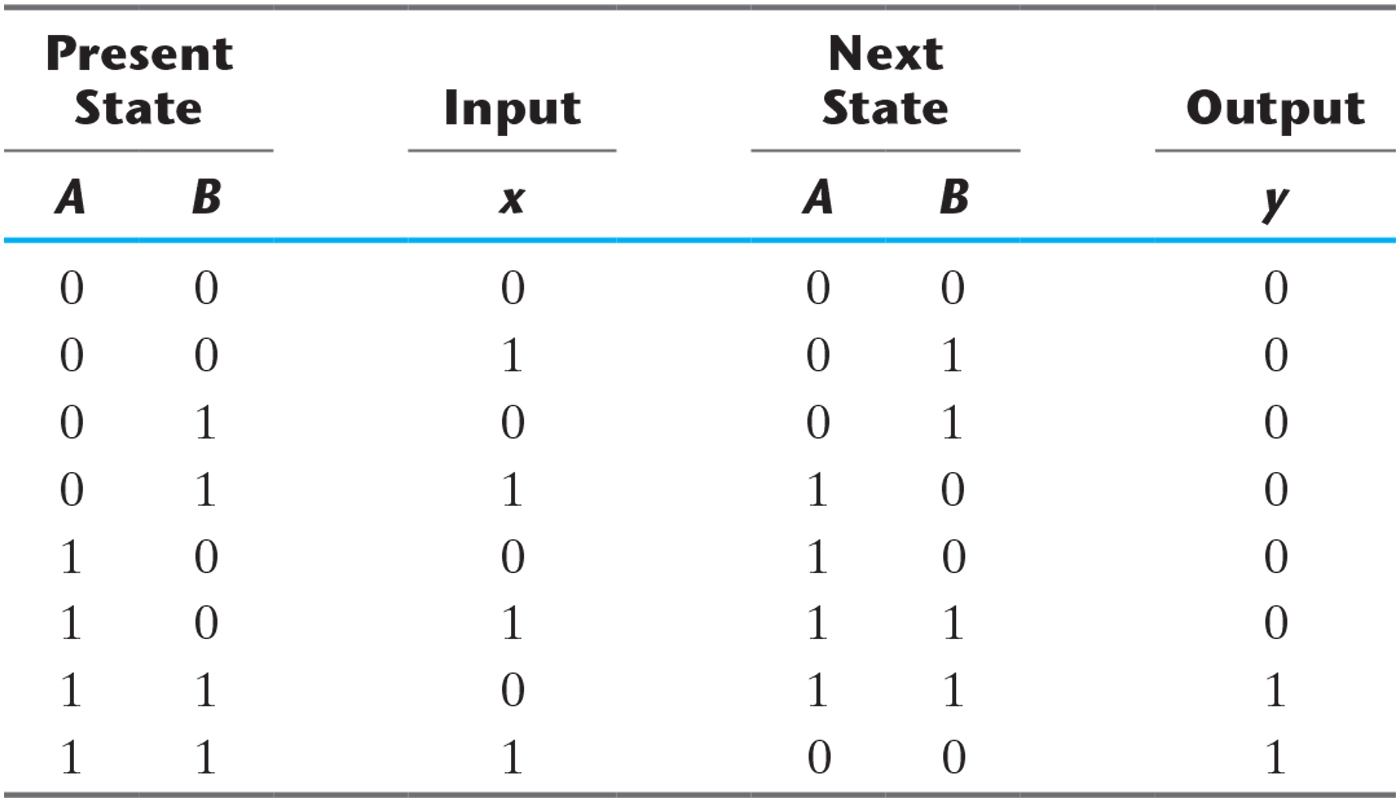 Present Next
State Input State Output
A B x A B y
0 0 0 0 0 0
0 0 1 0 1 0
0 1 0 0 1 0
0 1 1 1 0 0
1 0 0 1 0 0
1 0 1 1 1 0
1 1 0 1 1 1
1 1 1 0 0 1